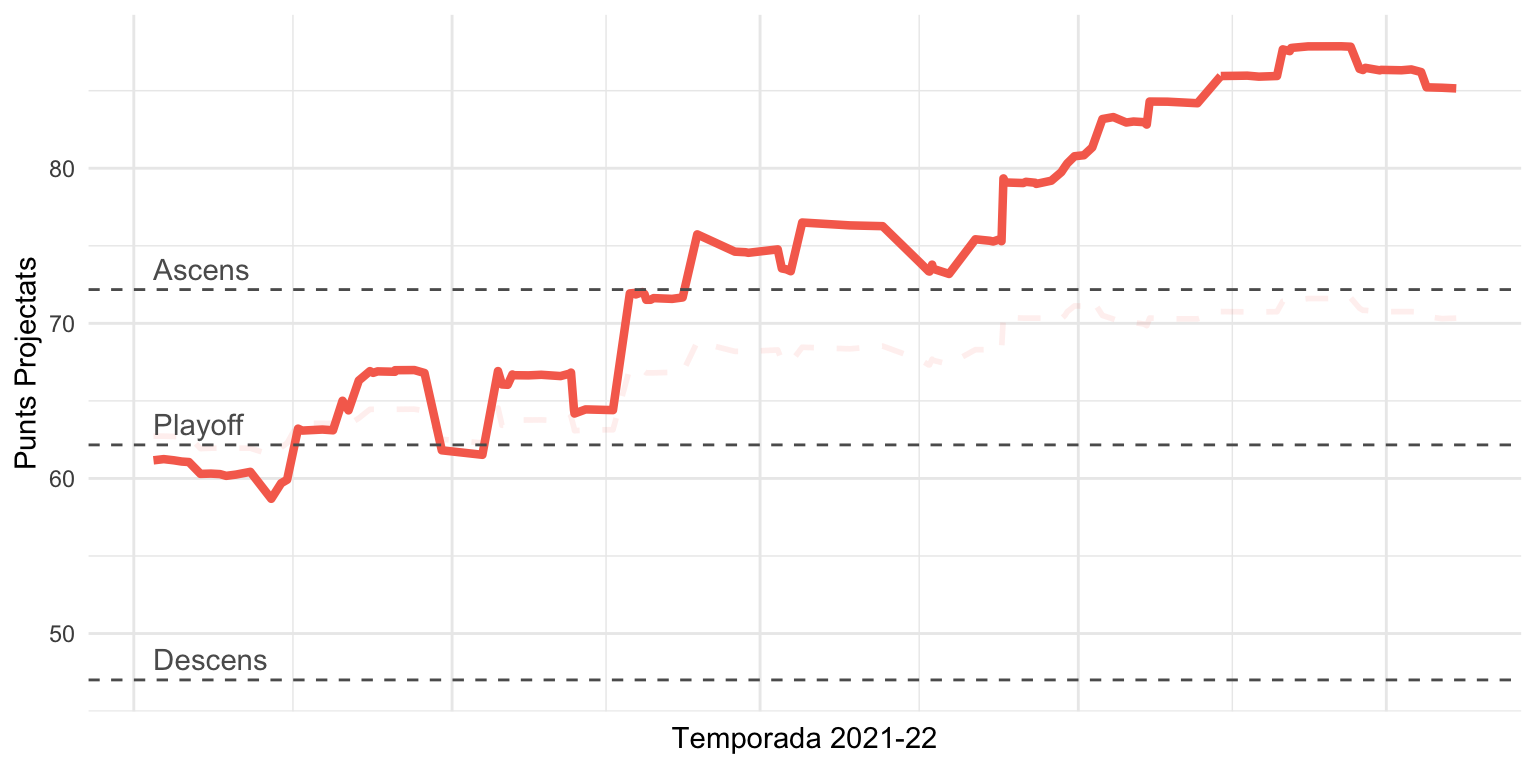 80
Ascens
70
Playoff
60
50
Descens
Punts Projectats
Temporada 2021-22